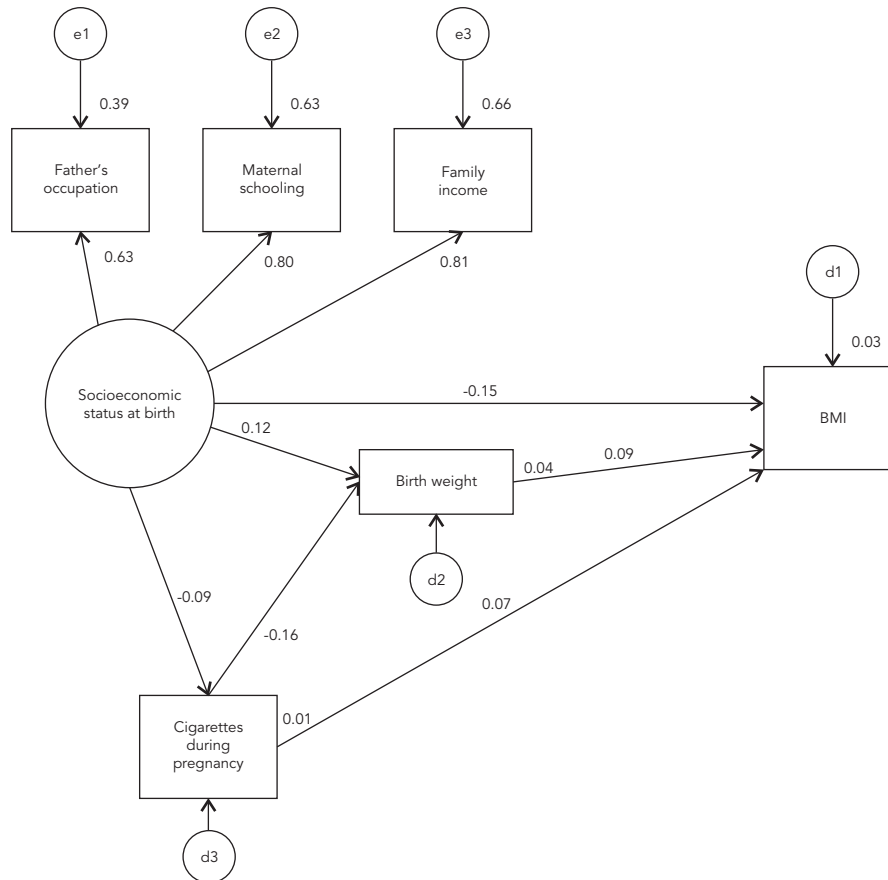 e1
e2
e3
0.39
0.63
0.66
Father's
occupation
Maternal
schooling
Family
income
0.63
0.80
0.81
d1
0.03
Socioeconomic
status at birth
-0.15
BMI
0.12
Birth weight
0.04
0.09
d2
-0.09
0.07
-0.16
Cigarettes
during
pregnancy
0.01
d3